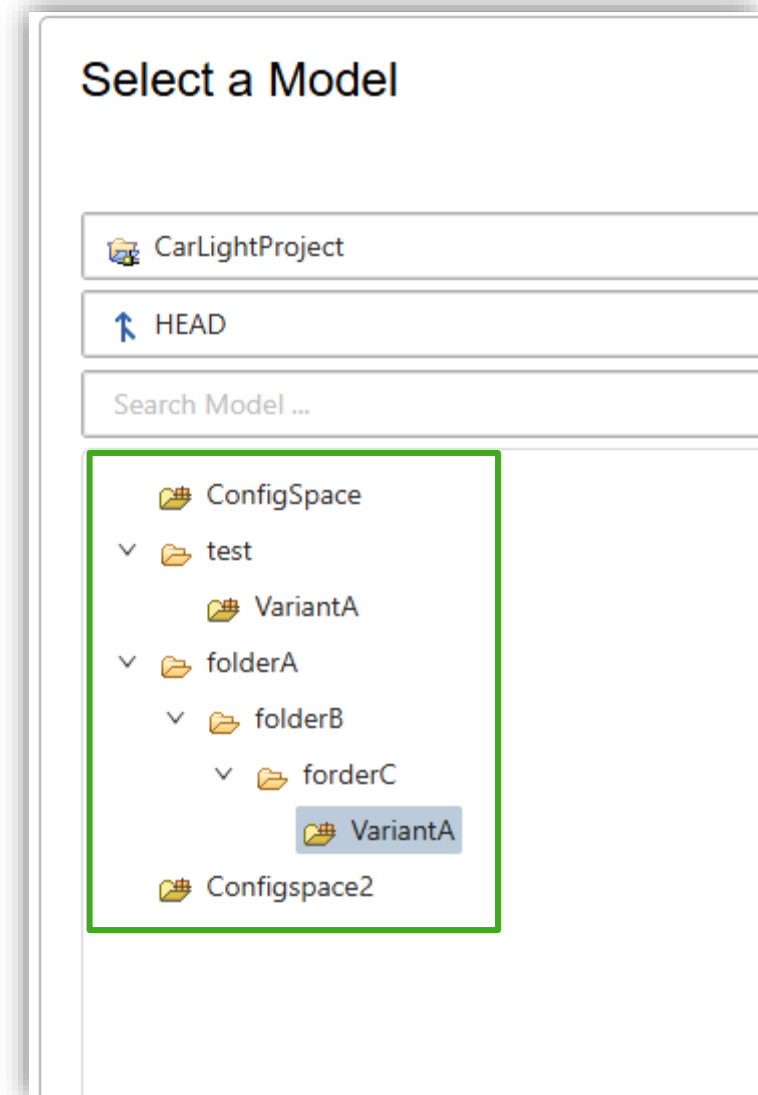 Select a Model
CarLightProject
HEAD
Search Model ...
ConfigSpace
test
VariantA
folderA
folderB
forderC
VariantA
Configspace2